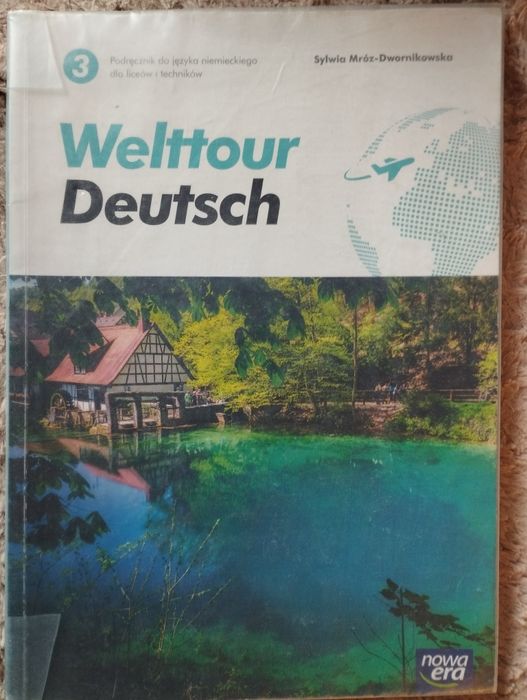 3
Podręcznik do języka niemieckiego
dla liceów i techników
Sylwia Mróz-Dwornikowska
Welttour
Deutsch
nowa
era